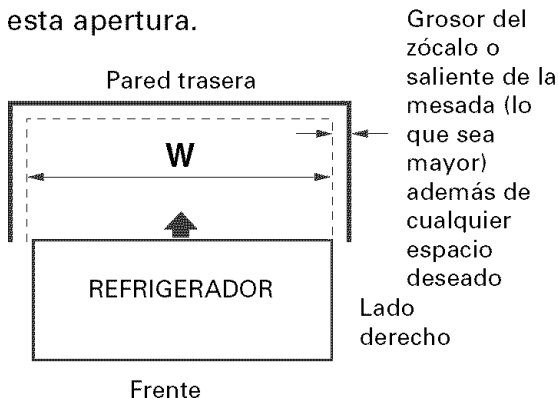 esta apertura.
Pared trasera
W
REFRIGERADOR
Frente
Grosor del
zócalo o
saliente de la
mesada (lo
que sea
mayor)
además de
cualquier
espacio
deseado
Lado
derecho